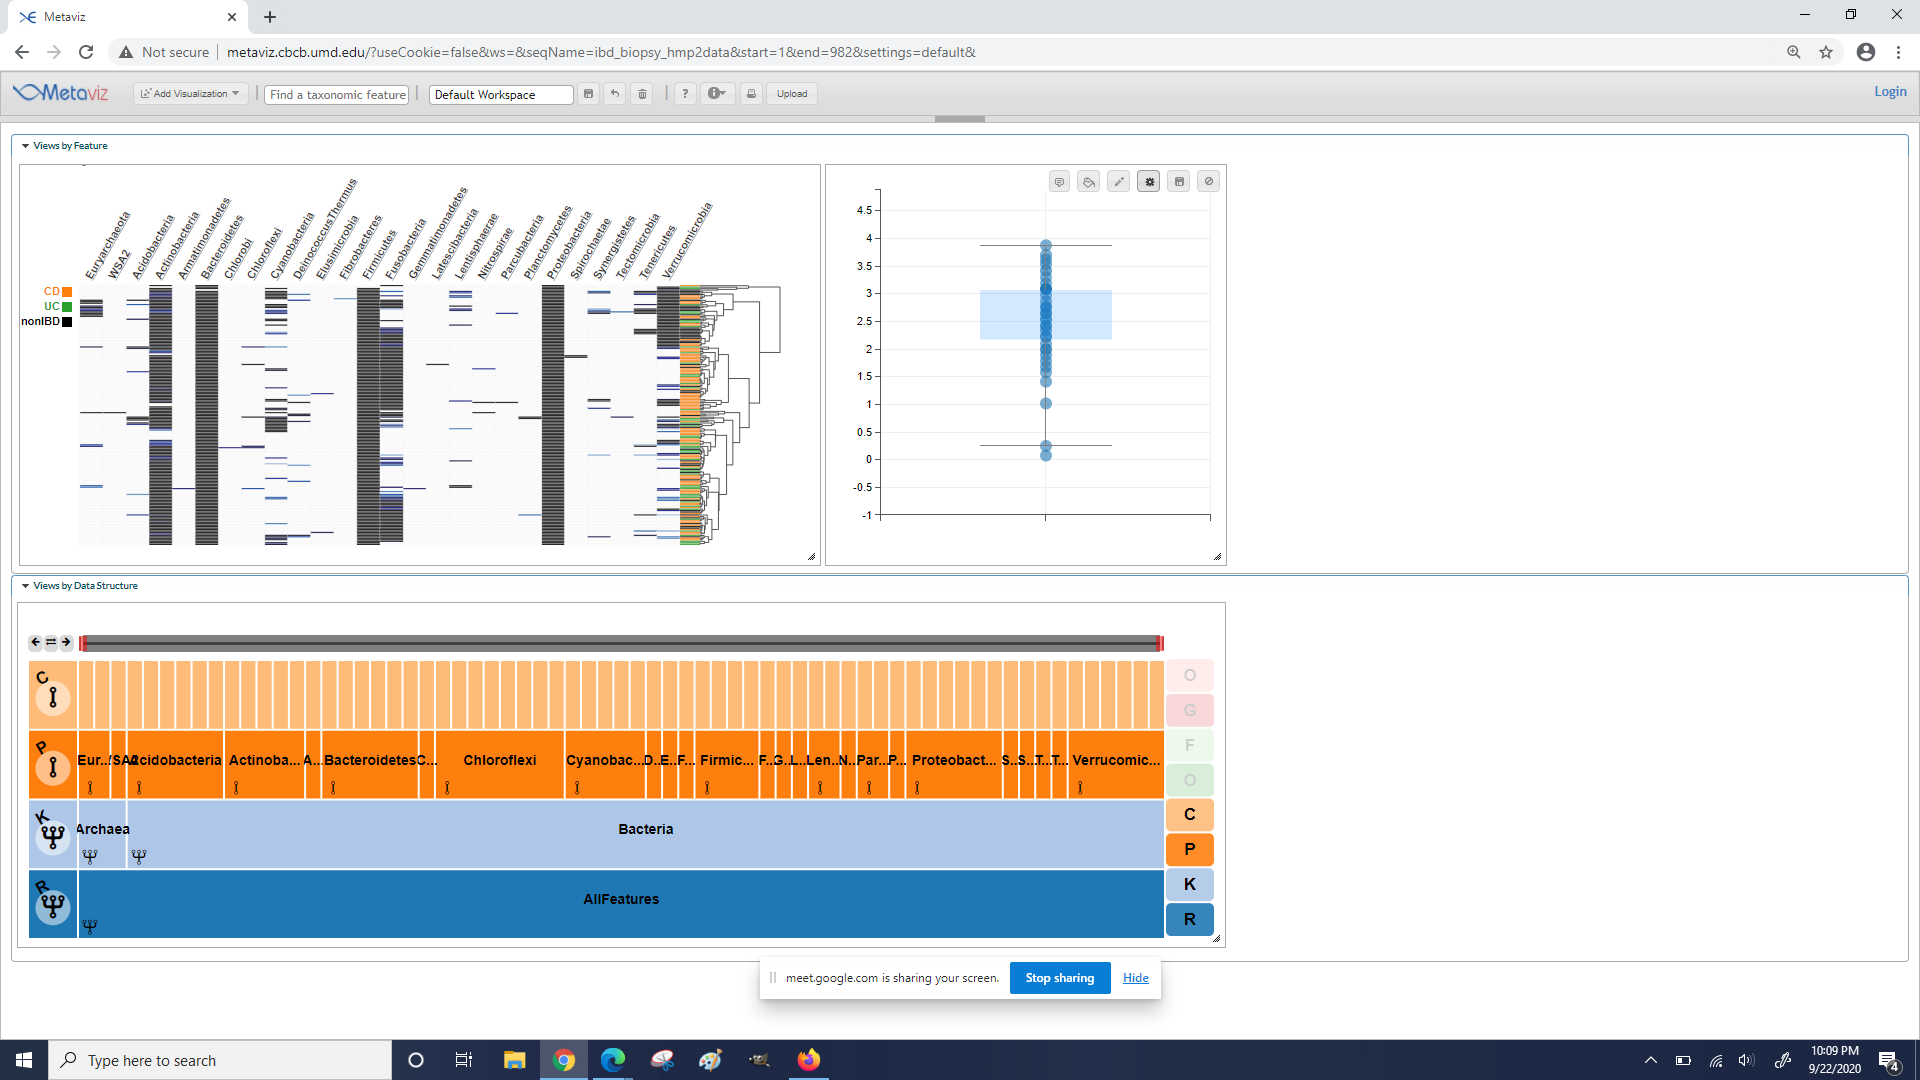 Metaviz
Not secure
metaviz.cbcb.umd.edu/?useCookie=false&ws=&seqName=ibd_biopsy_hmp2data&start=1&end=982&settings=default&
Metaviz
Add Visualization
Find a taxonomic feature
Default Workspace
?
Upload
Login
Views by Feature
Euryarchaeota
WSA2
Acidobacteria
Actinobacteria
Armatimonadetes
Bacteroidetes
Chlorobi
Chloroflexi
Cyanobacteria
DeinococcusThermus
Elusimicrobia
Fibrobacteres
Firmicutes
Fusobacteria
Gemmatimonadetes
Latescibacteria
Lentisphaerae
Nitrospirae
Parcubacteria
Planctomycetes
Proteobacteria
Spirochaetae
Synergistetes
Tectomicrobia
Tenericutes
Verrucomicrobia
CD
UC
nonIBD
4.5
4
3.5
3
2.5
2
1.5
1
0.5
0
-0.5
-1
Views by Data Structure
C
O
G
P
Eur... Acidobacteria Actinoba... A... Bacteroidetes C... Chloroflexi Cyanobac... D... E... F... Firmic... F... G... L... Len... N... Par... P... Proteobact... S... S... T... T... Verrucomic...
F
O
K
Archaea
Bacteria
C
P
R
AllFeatures
K
R
meet.google.com is sharing your screen.
Stop sharing
Hide
Type here to search
10:09 PM
9/22/2020
4